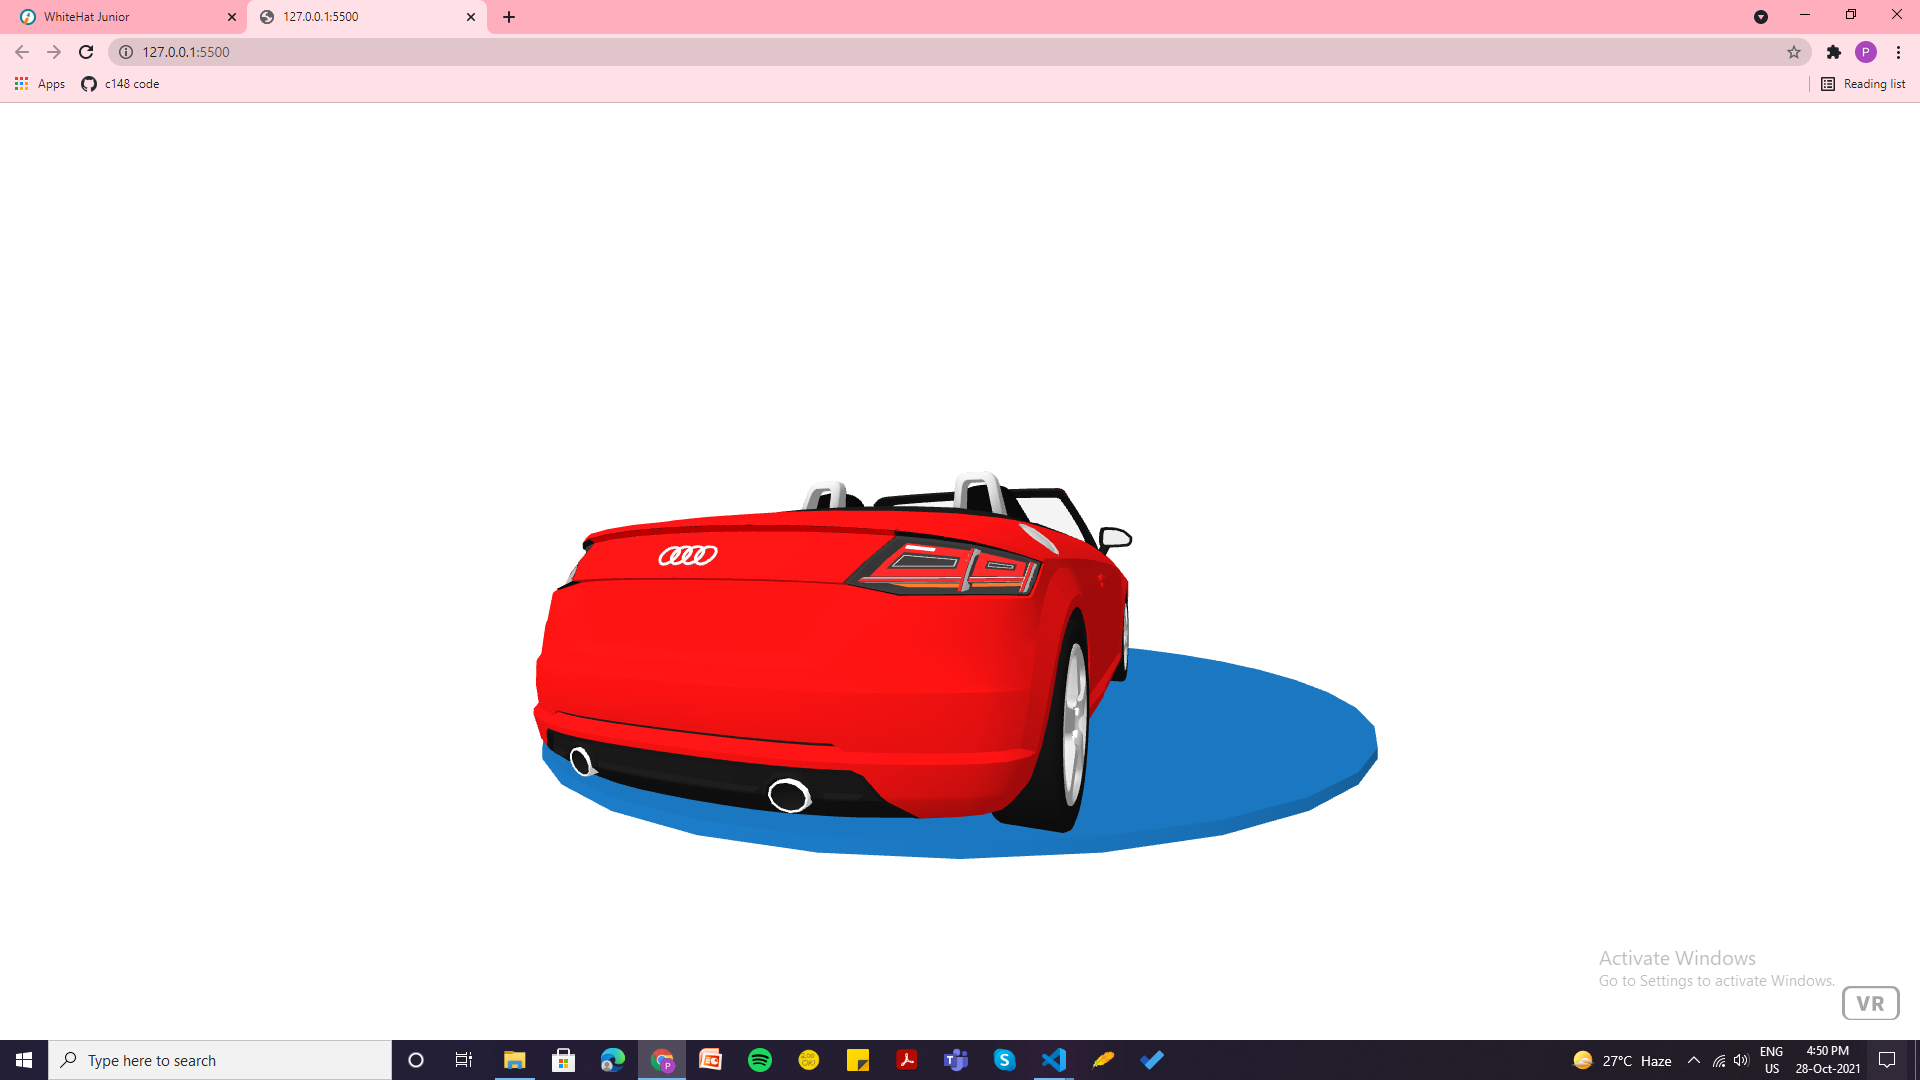 WhiteHat Junior
127.0.0.1:5500
127.0.0.1:5500
P
Apps
c148 code
Reading list
Activate Windows
Go to Settings to activate Windows.
VR
Type here to search
P
S
27°C Haze
ENG
US
4:50 PM
28-Oct-2021